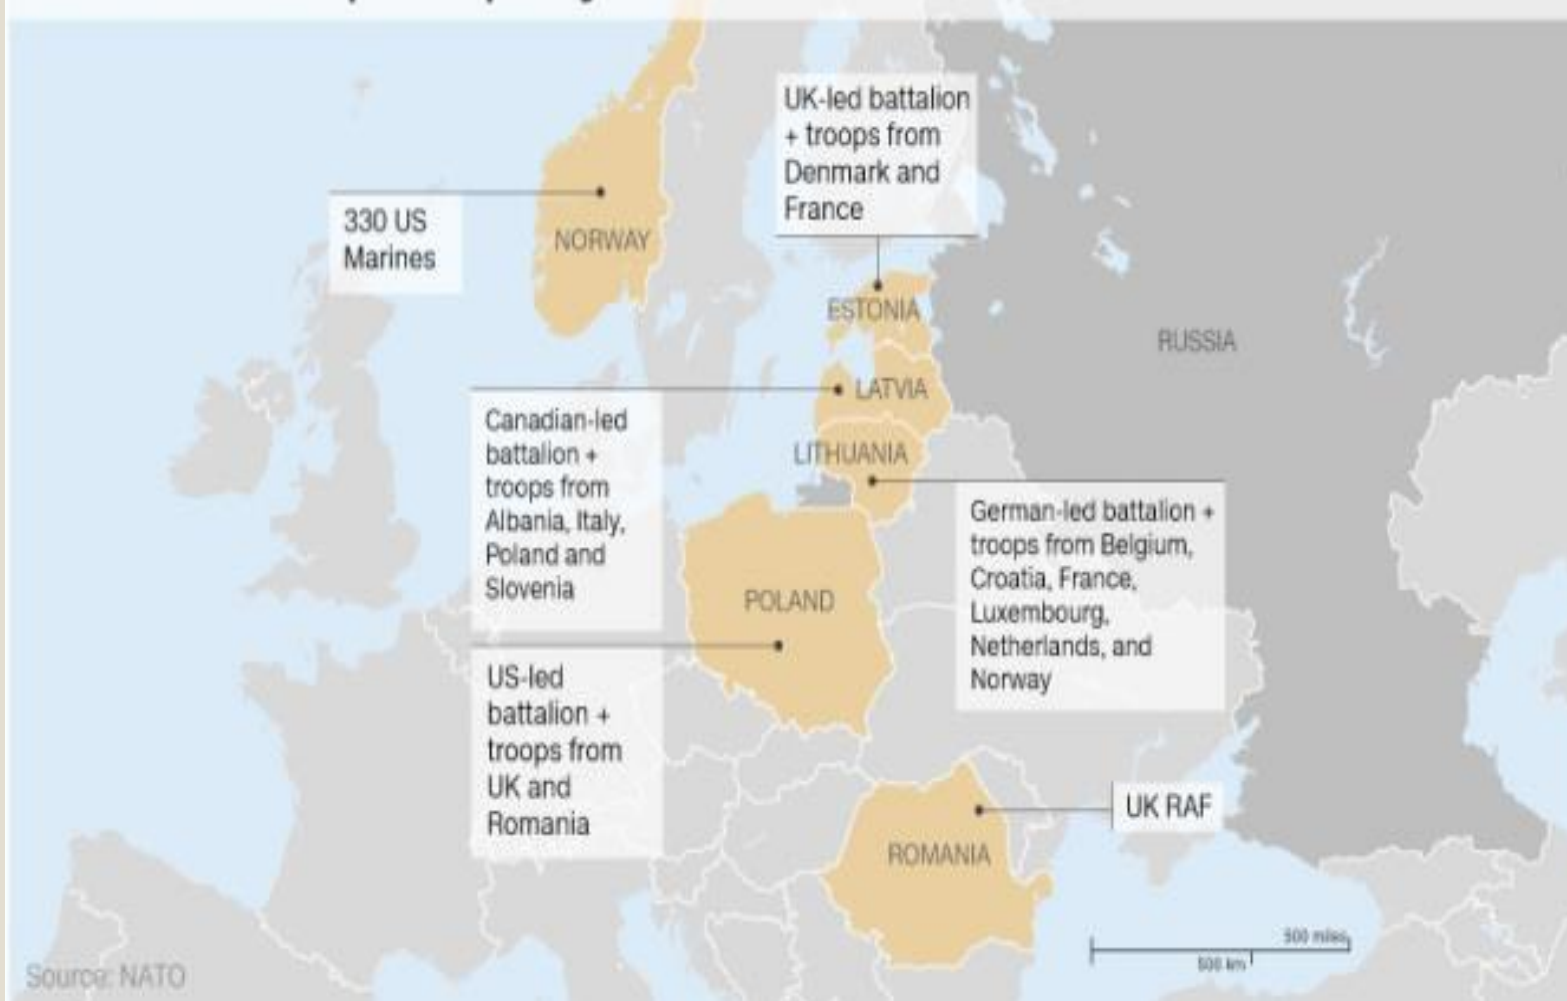 330 US
Marines
NORWAY
UK-led battalion
+ troops from
Denmark and
France
ESTONIA
RUSSIA
LATVIA
Canadian-led
battalion +
troops from
Albania, Italy,
Poland and
Slovenia
LITHUANIA
German-led battalion +
troops from Belgium,
Croatia, France,
Luxembourg,
Netherlands, and
Norway
POLAND
US-led
battalion +
troops from
UK and
Romania
UK RAF
ROMANIA
500 miles
500 km
Source: NATO